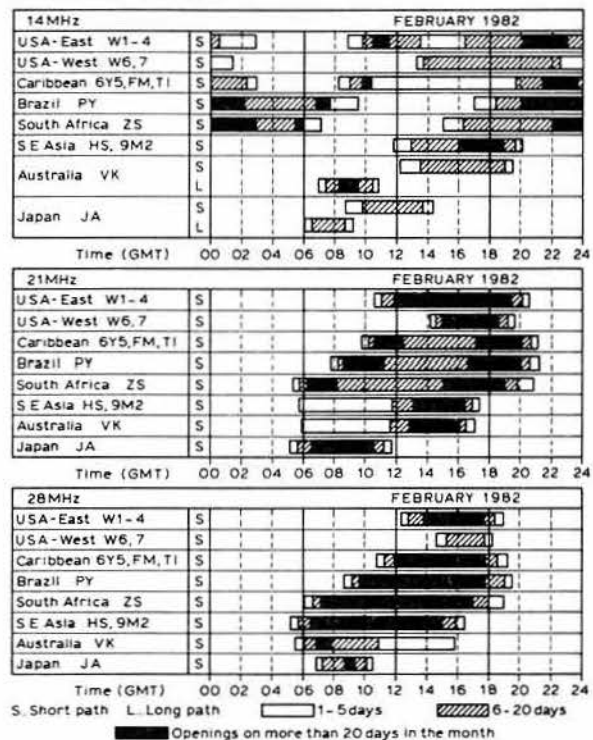 14MHz FEBRUARY 1982
USA-East W1-4 S
USA-West W6,7 S
Caribbean 6Y5,FM,TI S
Brazil PY S
South Africa ZS S
S E Asia HS, 9M2 S
Australia VK S
L
Japan JA S
L
Time (GMT) 00 02 04 06 08 10 12 14 16 18 20 22 24
21MHz FEBRUARY 1982
USA-East W1-4 S
USA-West W6,7 S
Caribbean 6Y5,FM,TI S
Brazil PY S
South Africa ZS S
S E Asia HS, 9M2 S
Australia VK S
Japan JA S
Time (GMT) 00 02 04 06 08 10 12 14 16 18 20 22 24
28MHz FEBRUARY 1982
USA-East W1-4 S
USA-West W6,7 S
Caribbean 6Y5,FM,TI S
Brazil PY S
South Africa ZS S
S E Asia HS, 9M2 S
Australia VK S
Japan JA S
Time (GMT) 00 02 04 06 08 10 12 14 16 18 20 22 24
S. Short path L. Long path 1-5days 6-20days
Openings on more than 20 days in the month